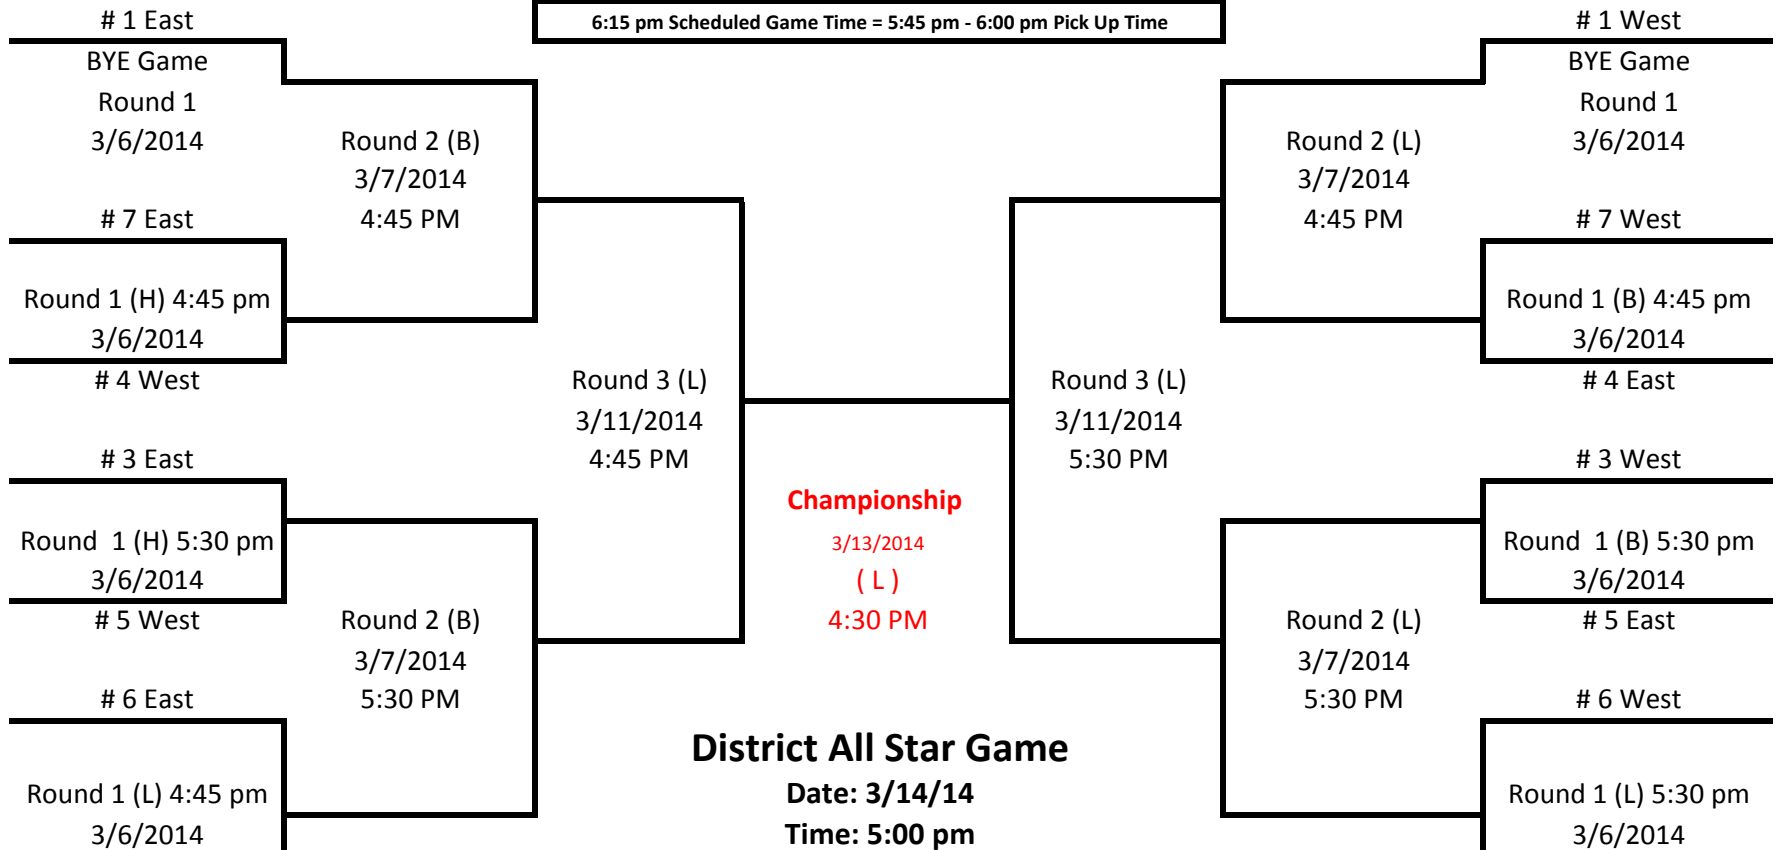 # 1 East
6:15 pm Scheduled Game Time = 5:45 pm - 6:00 pm Pick Up Time
# 1 West
BYE Game
BYE Game
Round 1
Round 1
3/6/2014
Round 2 (B)
Round 2 (L)
3/6/2014
3/7/2014
3/7/2014
# 7 East
4:45 PM
4:45 PM
# 7 West
Round 1 (H) 4:45 pm
Round 1 (B) 4:45 pm
3/6/2014
3/6/2014
# 4 West
Round 3 (L)
Round 3 (L)
# 4 East
3/11/2014
3/11/2014
# 3 East
4:45 PM
5:30 PM
# 3 West
Championship
Round  1 (H) 5:30 pm
3/13/2014
Round  1 (B) 5:30 pm
3/6/2014
( L )
3/6/2014
# 5 West
Round 2 (B)
4:30 PM
Round 2 (L)
# 5 East
3/7/2014
3/7/2014
# 6 East
5:30 PM
5:30 PM
# 6 West
District All Star Game
Round 1 (L) 4:45 pm
Date: 3/14/14
Round 1 (L) 5:30 pm
3/6/2014
Time: 5:00 pm
3/6/2014